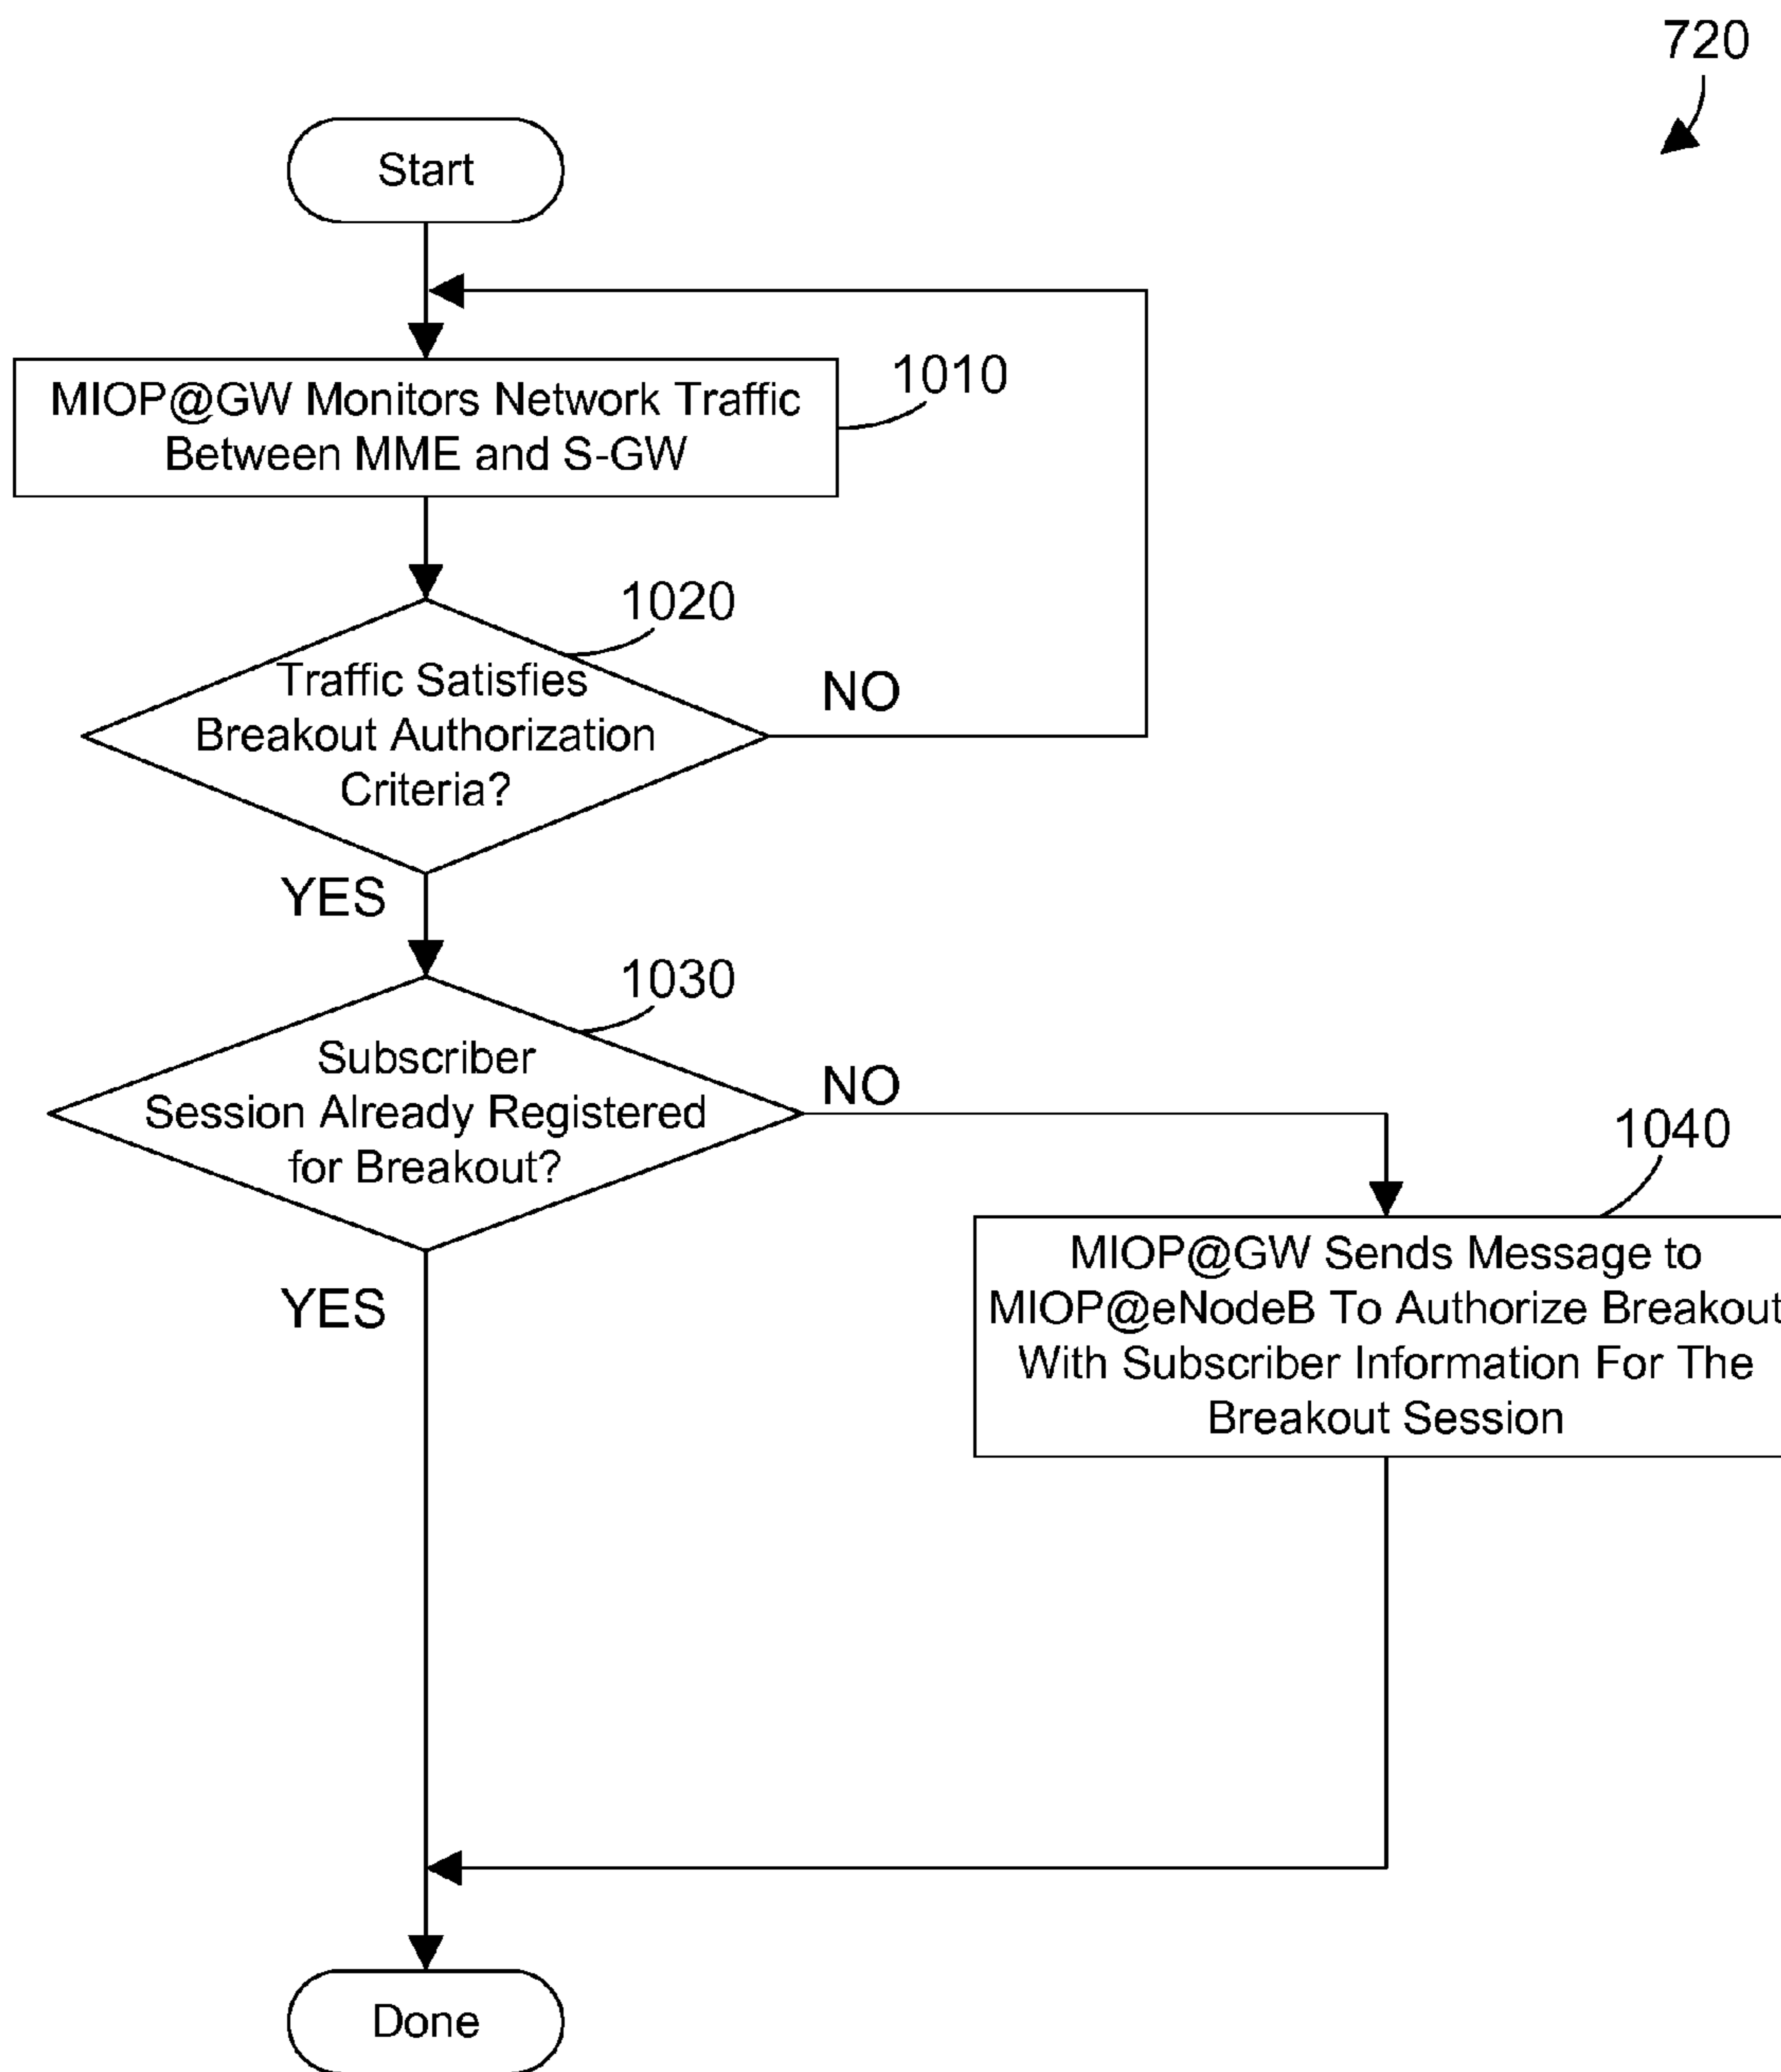 720
Start
MIOP@GW Monitors Network Traffic
Between MME and S-GW
1010
1020
Traffic Satisfies
Breakout Authorization
Criteria?
NO
YES
1030
Subscriber
Session Already Registered
for Breakout?
NO
YES
1040
MIOP@GW Sends Message to
MIOP@eNodeB To Authorize Breakout
With Subscriber Information For The
Breakout Session
Done